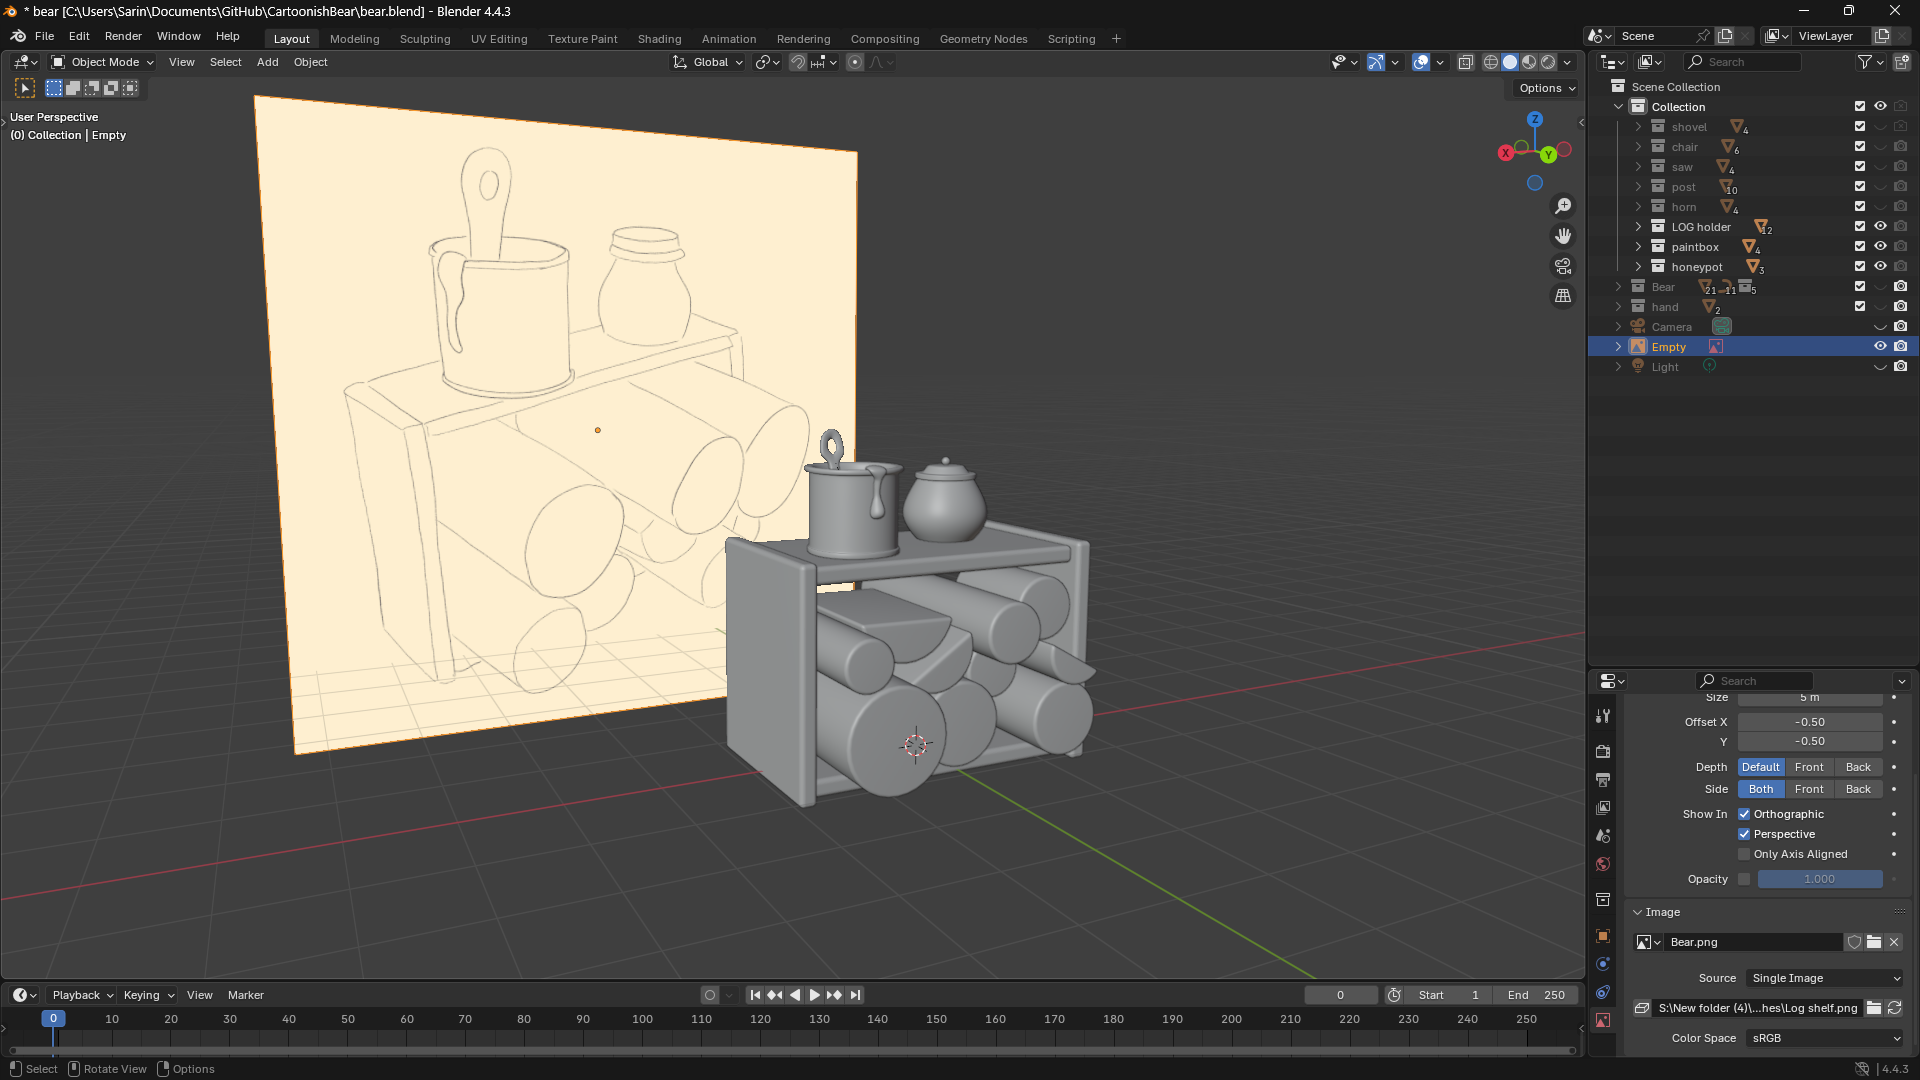 * bear [C:\Users\Sarin\Documents\GitHub\CartoonishBear\bear.blend] - Blender 4.4.3
File Edit Render Window Help Layout Modeling Sculpting UV Editing Texture Paint Shading Animation Rendering Compositing Geometry Nodes Scripting + Scene ViewLayer
Object Mode View Select Add Object Global Search
Options
User Perspective
(0) Collection | Empty
Z
X
Y
Scene Collection
Collection
shovel 4
chair 6
saw 4
post 10
horn 4
LOG holder 12
paintbox 4
honeypot 3
Bear 21 11 5
hand 2
Camera
Empty
Light
Search
Size 5 m
Offset X -0.50
Y -0.50
Depth Default Front Back
Side Both Front Back
Show In Orthographic
Perspective
Only Axis Aligned
Opacity 1.000
Image
Bear.png
Source Single Image
S:\New folder (4)\...hes\Log shelf.png
Color Space sRGB
Playback Keying View Marker 0 Start 1 End 250
0 10 20 30 40 50 60 70 80 90 100 110 120 130 140 150 160 170 180 190 200 210 220 230 240 250
Select Rotate View Options 4.4.3